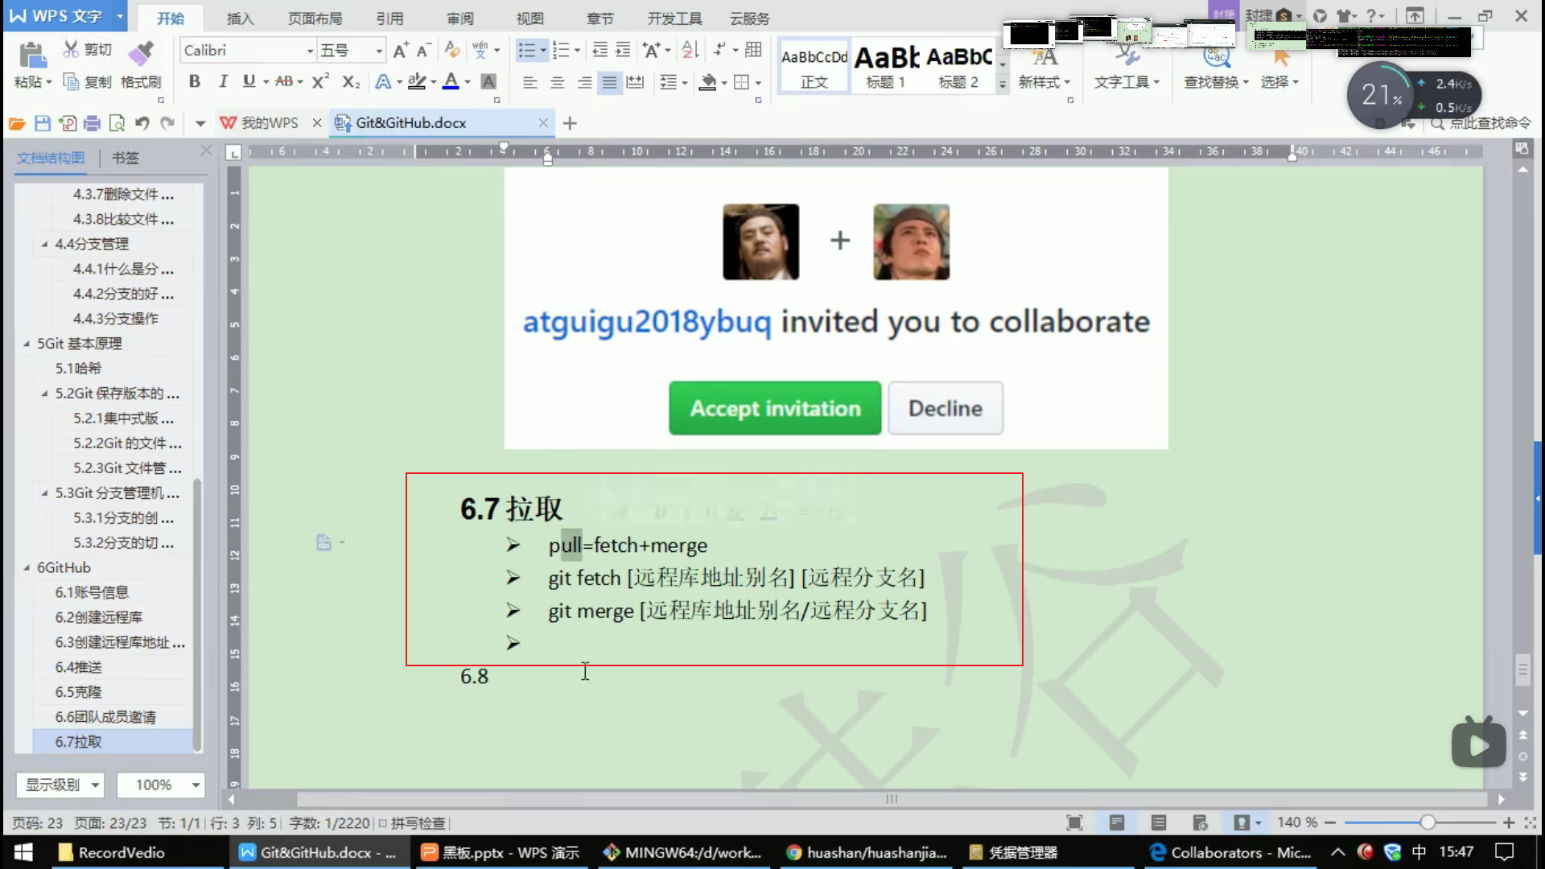 WPS 文字
开始
插入
页面布局
引用
审阅
视图
章节
开发工具
云服务
封捷
粘贴
剪切
复制
格式刷
Calibri
五号
AaBbCcDd
正文
AaBb
标题 1
AaBbC
标题 2
新样式
文字工具
查找替换
选择
21%
2.4K/s
0.5K/s
我的WPS
Git&GitHub.docx
点此查找命令
文档结构图
书签
4.3.7删除文件 ...
4.3.8比较文件 ...
4.4分支管理
4.4.1什么是分 ...
4.4.2分支的好 ...
4.4.3分支操作
5Git 基本原理
5.1哈希
5.2Git 保存版本的 ...
5.2.1集中式版 ...
5.2.2Git 的文件 ...
5.2.3Git 文件管 ...
5.3Git 分支管理机 ...
5.3.1分支的创 ...
5.3.2分支的切 ...
6GitHub
6.1账号信息
6.2创建远程库
6.3创建远程库地址 ...
6.4推送
6.5克隆
6.6团队成员邀请
6.7拉取
显示级别
100%
atguigu2018ybuq invited you to collaborate
Accept invitation
Decline
6.7 拉取
pull=fetch+merge
git fetch [远程库地址别名] [远程分支名]
git merge [远程库地址别名/远程分支名]
6.8
页码: 23 页面: 23/23 节: 1/1 行: 3 列: 5 字数: 1/2220 拼写检查
140 %
RecordVedio
Git&GitHub.docx - ...
黑板.pptx - WPS 演示
MINGW64:/d/work...
huashan/huashanjia...
凭据管理器
Collaborators - Mic...
中
15:47